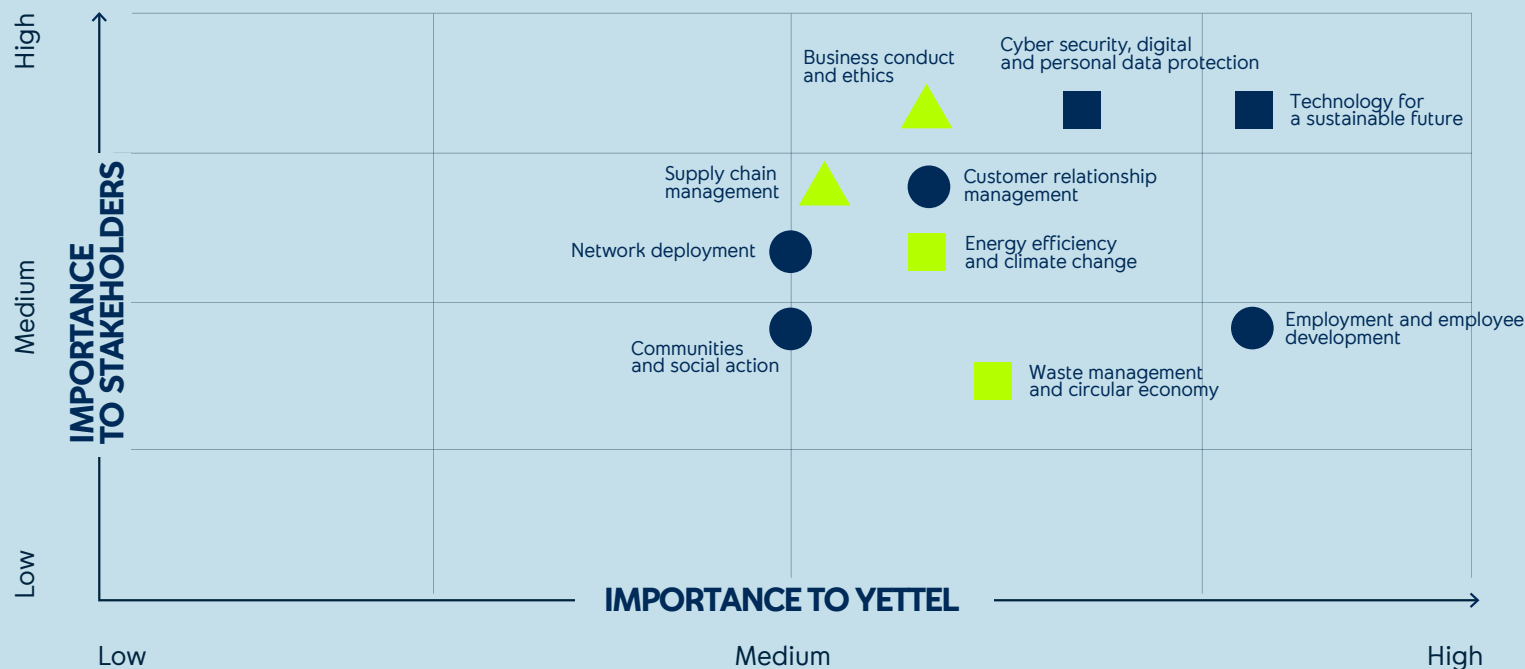 High
Medium
Low
IMPORTANCE
TO STAKEHOLDERS
Business conduct
and ethics
Cyber security, digital
and personal data protection
Technology for
a sustainable future
Supply chain
management
Customer relationship
management
Network deployment
Energy efficiency
and climate change
Communities
and social action
Employment and employee
development
Waste management
and circular economy
IMPORTANCE TO YETTEL
Low
Medium
High